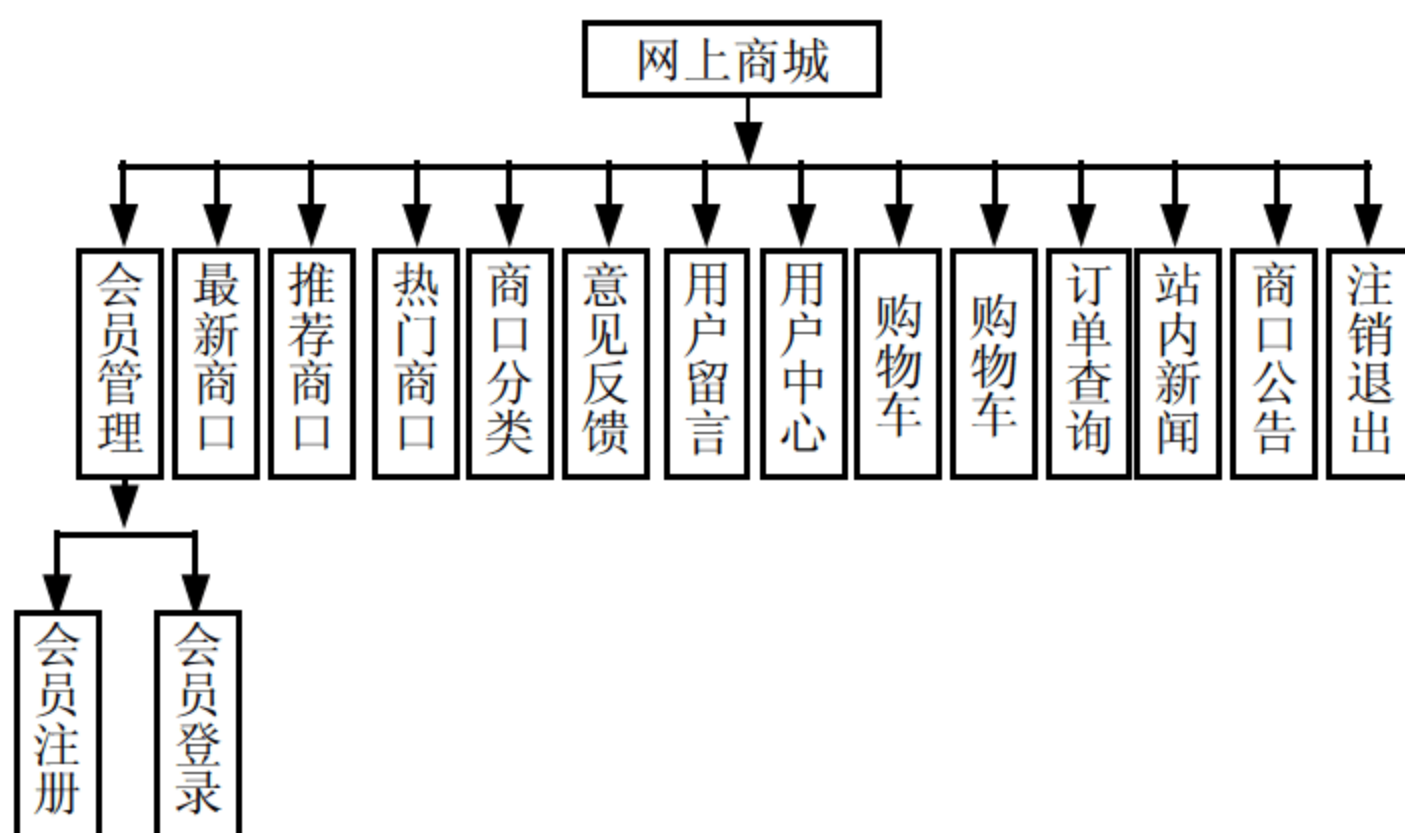 网上商城
会员管理
最新商口
推荐商口
热门商口
商口分类
意见反馈
用户留言
用户中心
购物车
购物车
订单查询
站内新闻
商口公告
注销退出
会员注册
会员登录